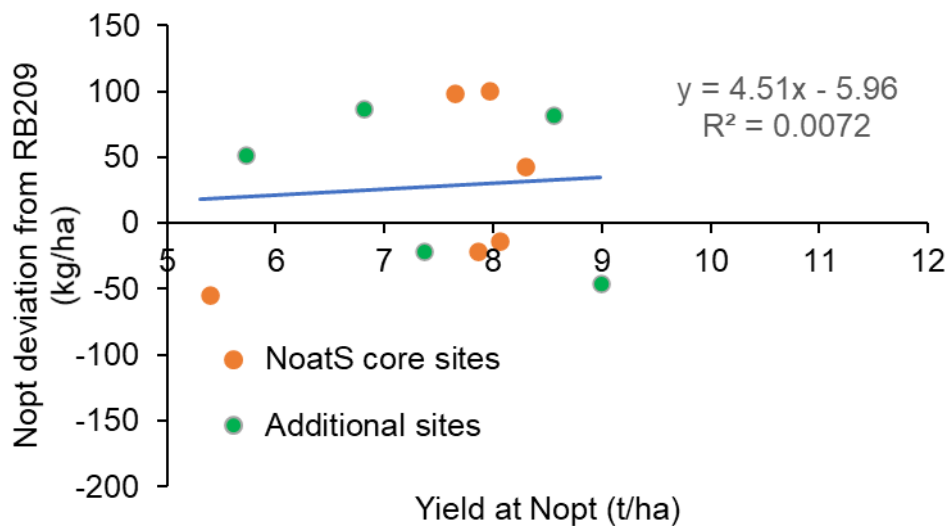 150
100
50
0
-50
-100
-150
-200
5 6 7 8 9 10 11 12
Nopt deviation from RB209
(kg/ha)
y = 4.51x - 5.96
R² = 0.0072
NoatS core sites
Additional sites
Yield at Nopt (t/ha)